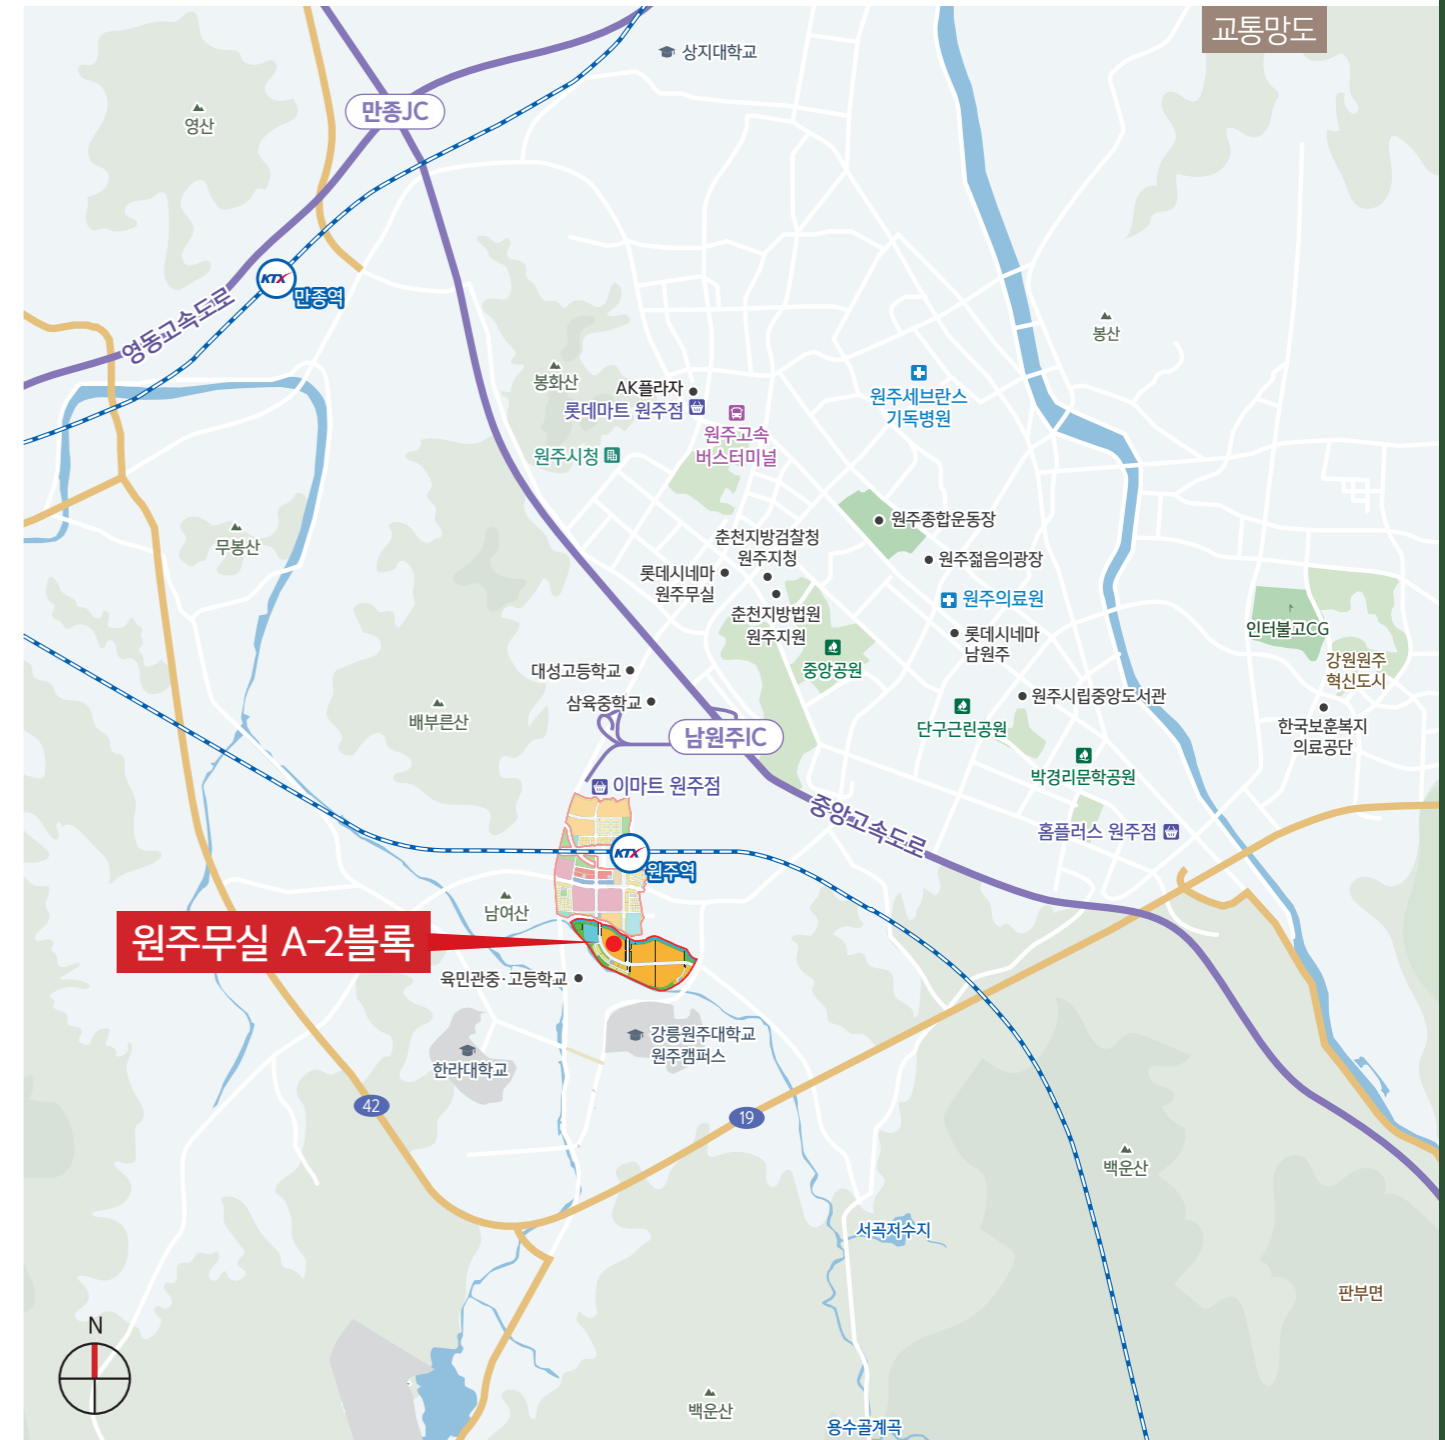 교통망도
상지대학교
만종JC
영산
KTX
만종역
영동고속도로
봉산
봉화산
AK플라자
롯데마트 원주점
원주고속
버스터미널
원주세브란스
기독병원
원주시청
무봉산
원주종합운동장
춘천지방검찰청
원주지청
원주젊음의광장
롯데시네마
원주무실
춘천지방법원
원주지원
원주의료원
롯데시네마
남원주
인터불고CG
강원원주
혁신도시
대성고등학교
중앙공원
삼육중학교
원주시립중앙도서관
배부른산
남원주IC
단구근린공원
한국보훈복지
의료공단
박경리문학공원
이마트 원주점
중앙고속도로
홈플러스 원주점
KTX
원주역
남여산
원주무실 A-2블록
육민관중·고등학교
강릉원주대학교
원주캠퍼스
한라대학교
42
19
백운산
서곡저수지
판부면
N
백운산
용수골계곡